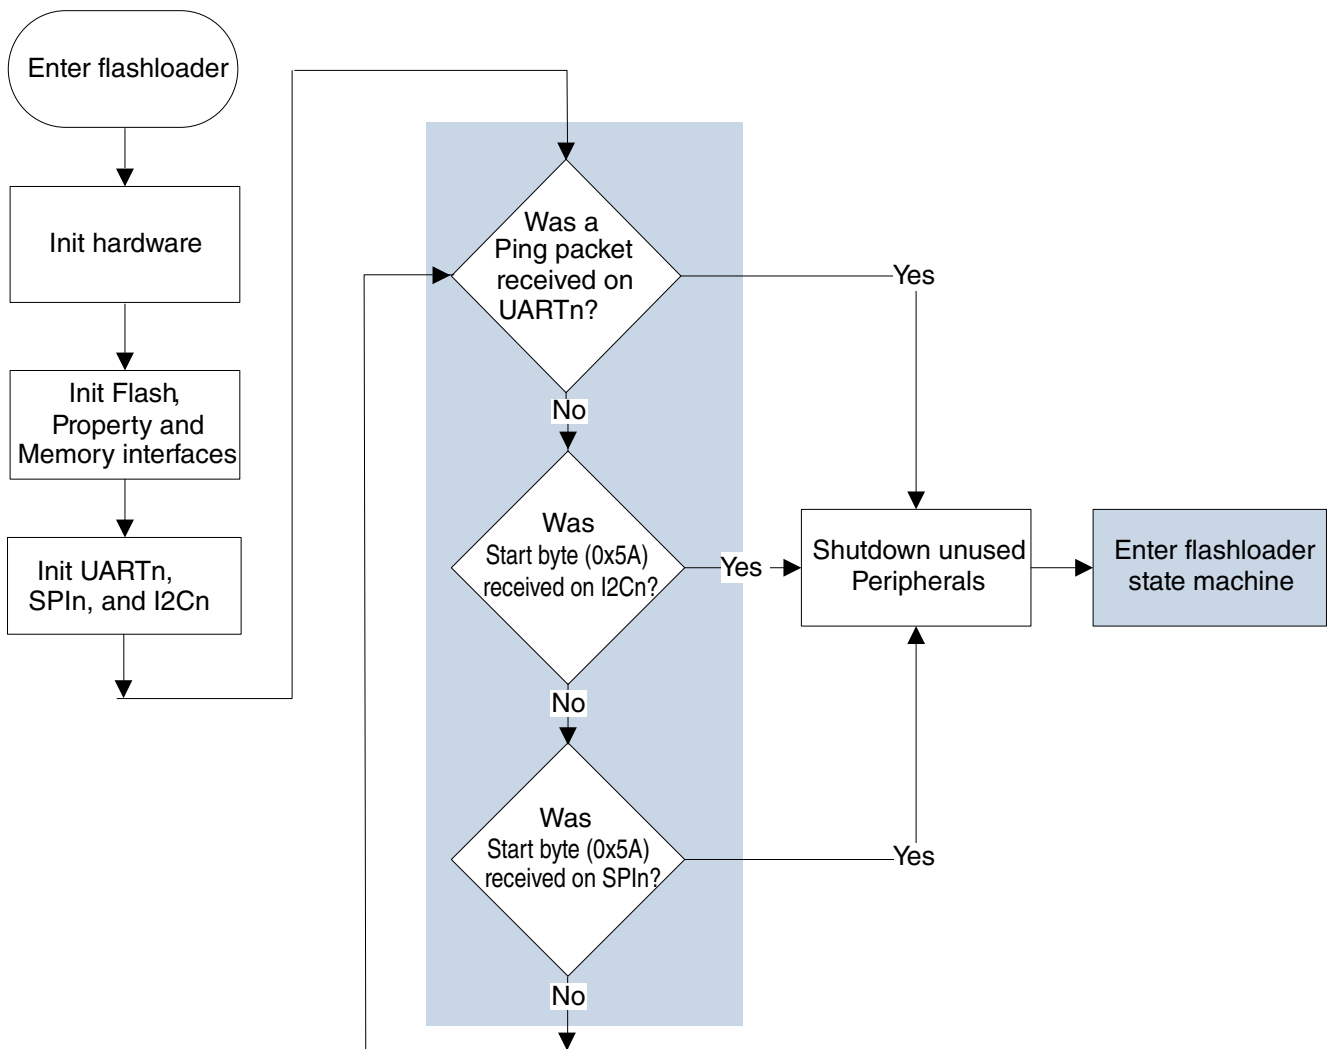 Enter flashloader
Init hardware
Init Flash,
Property and
Memory interfaces
Init UARTn,
SPIn, and I2Cn
Was a
Ping packet
received on
UARTn?
Yes
No
Was
Start byte (0x5A)
received on I2Cn?
Yes
No
Was
Start byte (0x5A)
received on SPIn?
Yes
No
Shutdown unused
Peripherals
Enter flashloader
state machine